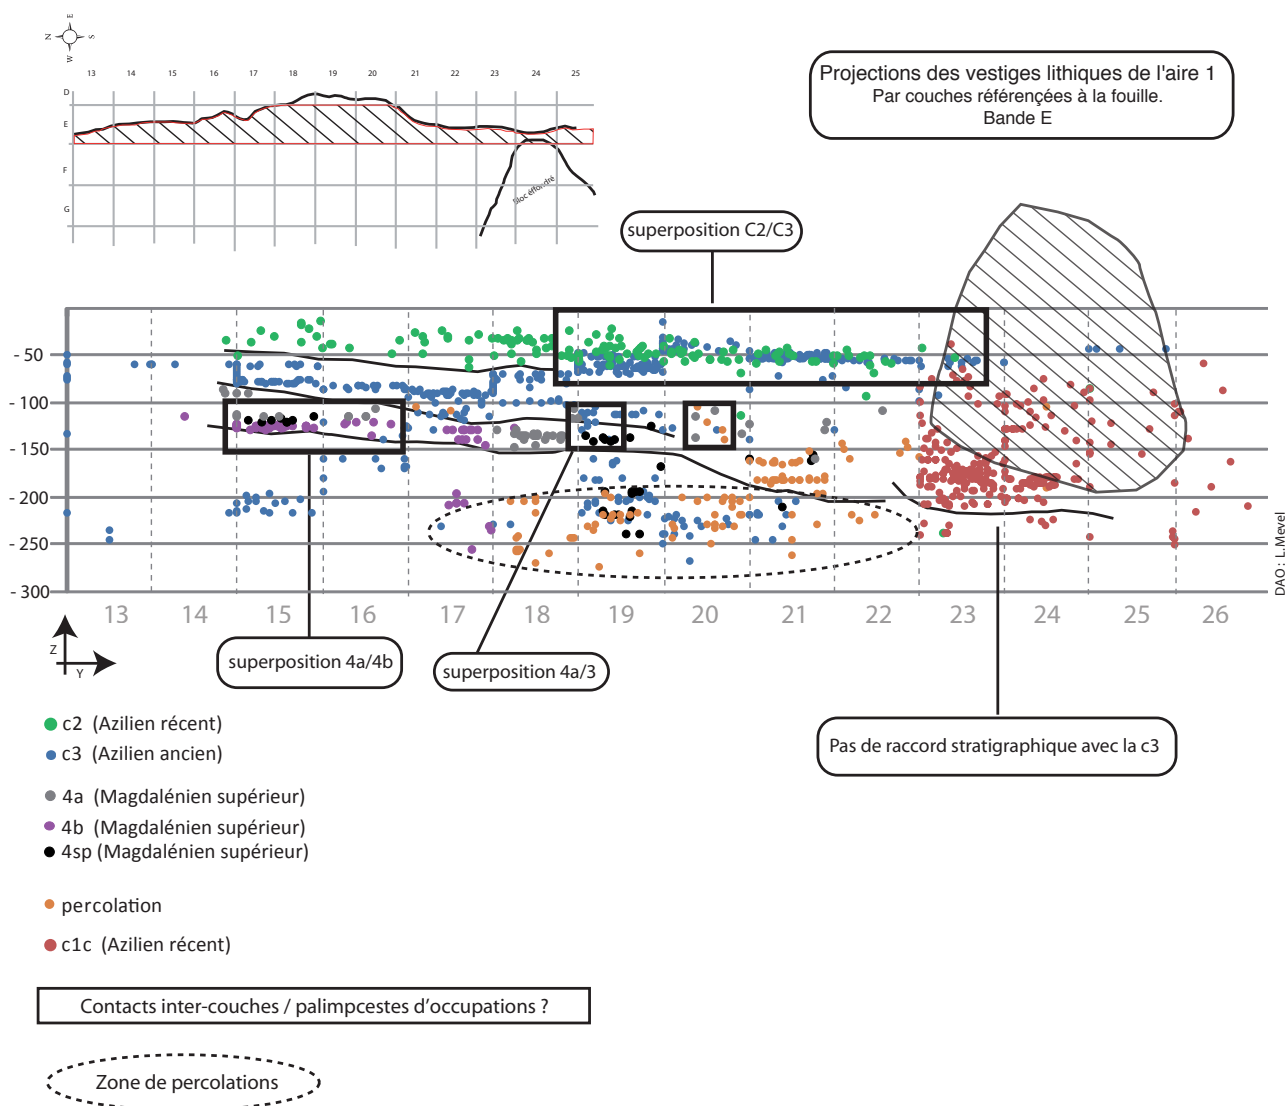 E
N
S
W
13 14 15 16 17 18 19 20 21 22 23 24 25
D
E
F
G
Bloc éffondré
Projections des vestiges lithiques de l'aire 1
Par couches référençées à la fouille.
Bande E
superposition C2/C3
- 50
- 100
- 150
- 200
- 250
- 300
13 14 15 16 17 18 19 20 21 22 23 24 25 26
DAO : L.Mevel
Z
Y
superposition 4a/4b
superposition 4a/3
Pas de raccord stratigraphique avec la c3
c2 (Azilien récent)
c3 (Azilien ancien)
4a (Magdalénien supérieur)
4b (Magdalénien supérieur)
4sp (Magdalénien supérieur)
percolation
c1c (Azilien récent)
Contacts inter-couches / palimpcestes d'occupations ?
Zone de percolations